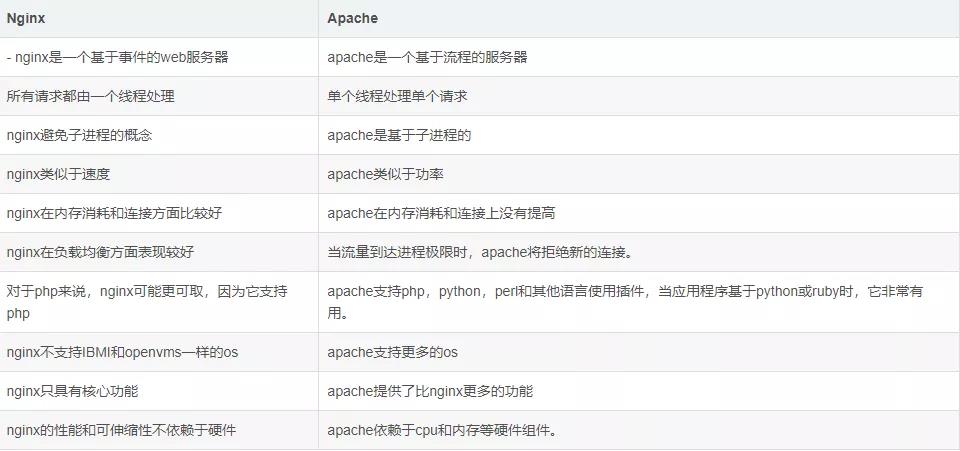 Nginx
Apache
- nginx是一个基于事件的web服务器
apache是一个基于流程的服务器
所有请求都由一个线程处理
单个线程处理单个请求
nginx避免子进程的概念
apache是基于子进程的
nginx类似于速度
apache类似于功率
nginx在内存消耗和连接方面比较好
apache在内存消耗和连接上没有提高
nginx在负载均衡方面表现较好
当流量到达进程极限时，apache将拒绝新的连接。
对于php来说，nginx可能更可取，因为它支持
php
apache支持php，python，perl和其他语言使用插件，当应用程序基于python或ruby时，它非常有
用。
nginx不支持IBMI和openvms一样的os
apache支持更多的os
nginx只具有核心功能
apache提供了比nginx更多的功能
nginx的性能和可伸缩性不依赖于硬件
apache依赖于cpu和内存等硬件组件。